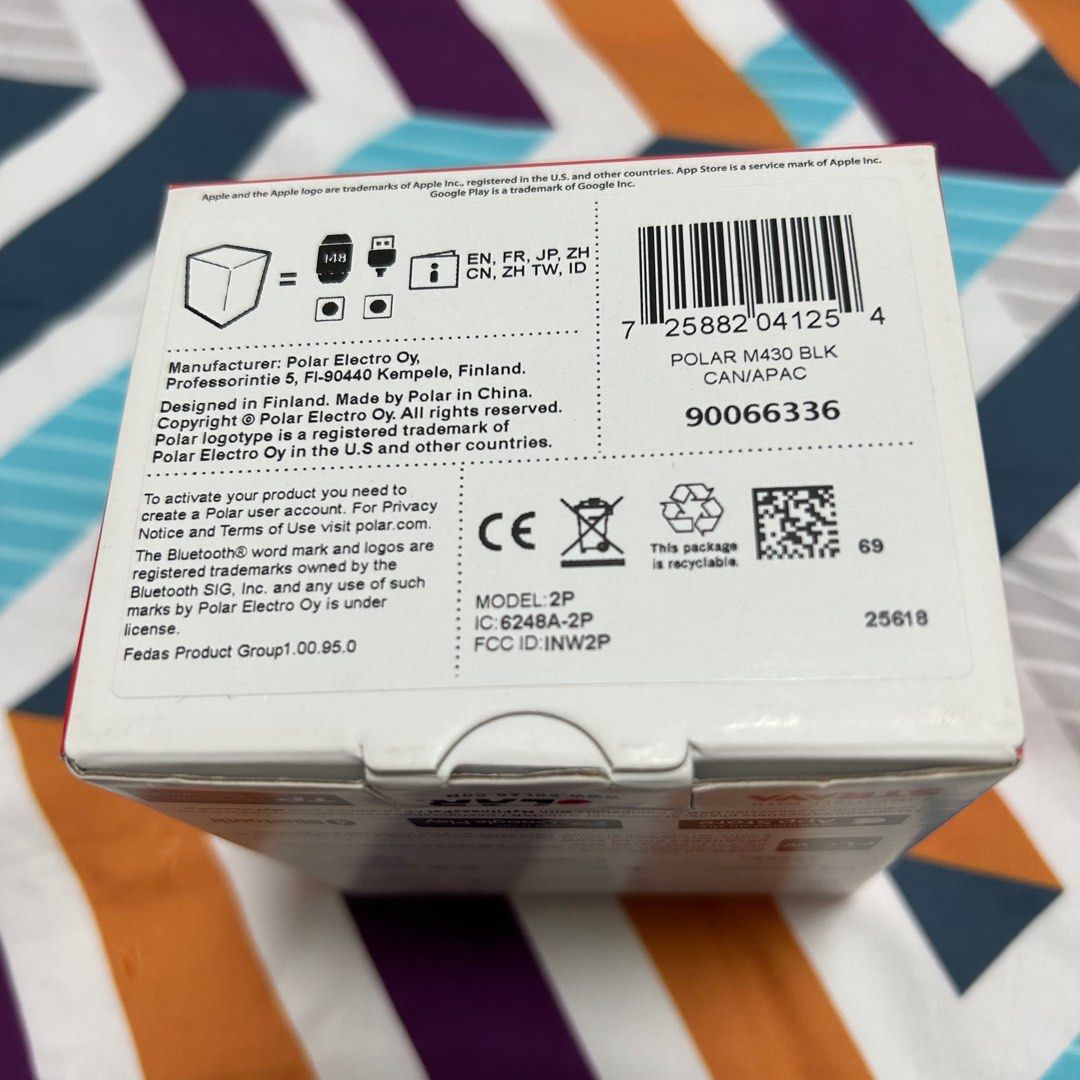 Apple and the Apple logo are trademarks of Apple Inc., registered in the U.S. and other countries. App Store is a service mark of Apple Inc.
Google Play is a trademark of Google Inc.
148
EN, FR, JP, ZH
CN, ZH TW, ID
7 25882 04125 4
POLAR M430 BLK
CAN/APAC
90066336
Manufacturer: Polar Electro Oy,
Professorintie 5, FI-90440 Kempele, Finland.
Designed in Finland. Made by Polar in China.
Copyright © Polar Electro Oy. All rights reserved.
Polar logotype is a registered trademark of
Polar Electro Oy in the U.S and other countries.
To activate your product you need to
create a Polar user account. For Privacy
Notice and Terms of Use visit polar.com.
The Bluetooth® word mark and logos are
registered trademarks owned by the
Bluetooth SIG, Inc. and any use of such
marks by Polar Electro Oy is under
license.
Fedas Product Group1.00.95.0
CE
This package
is recyclable.
69
MODEL:2P
IC:6248A-2P
FCC ID:INW2P
25618
WWW.POLAR.COM
STRAVA